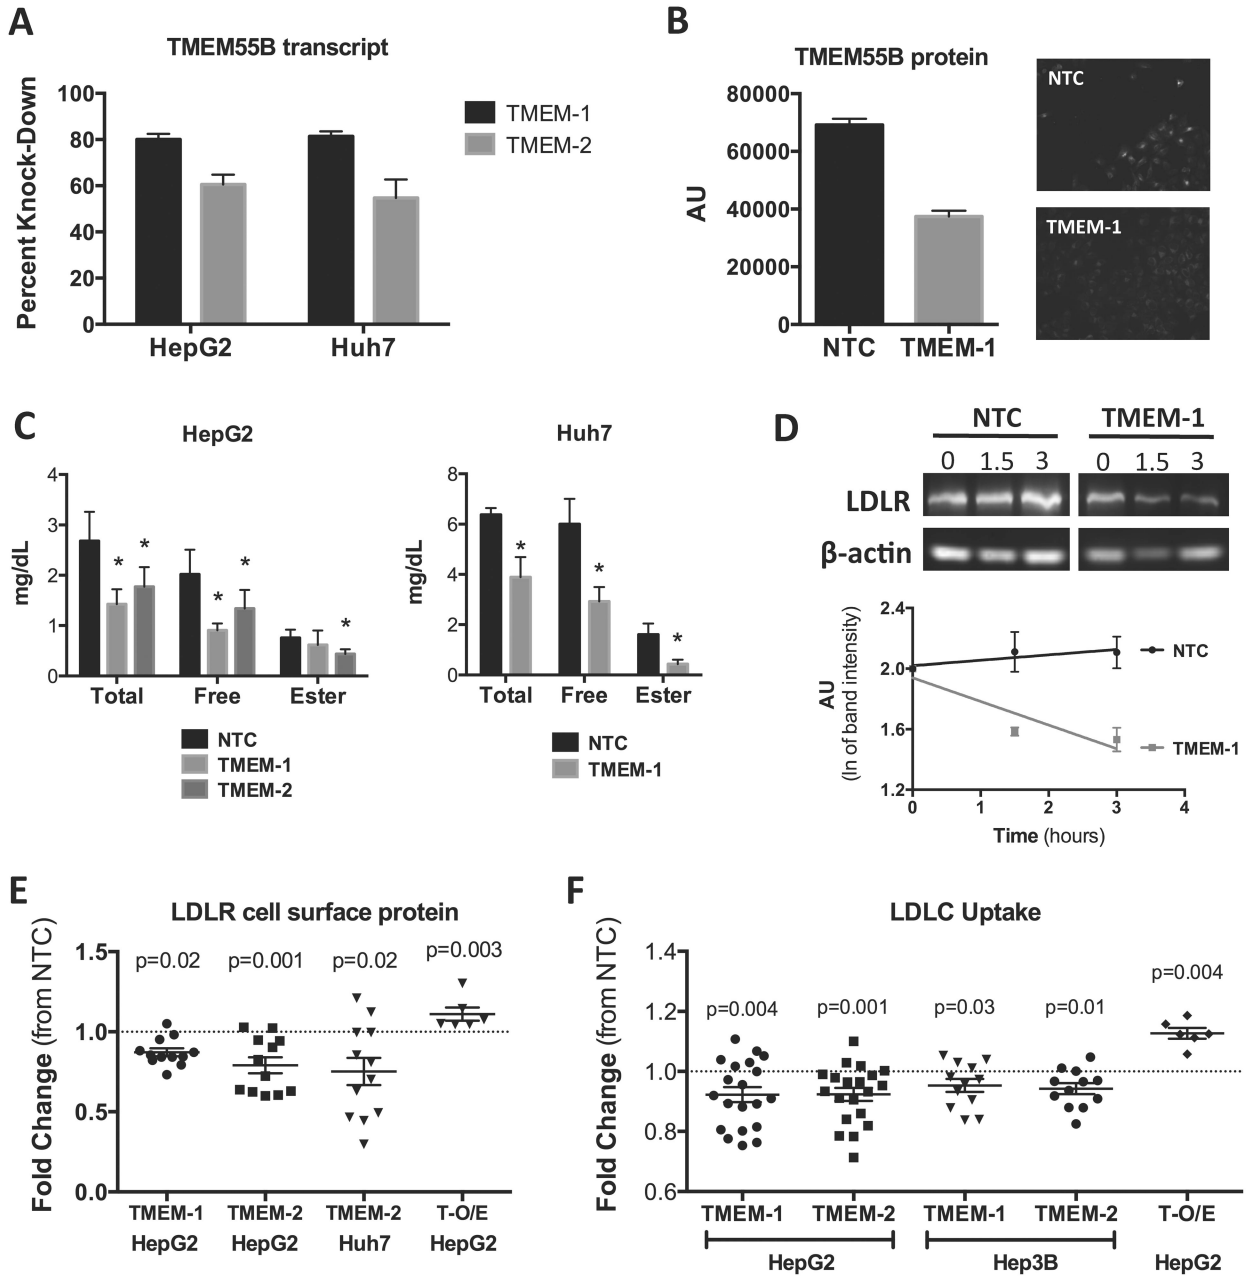 A
TMEM55B transcript
Percent Knock-Down
100
80
60
40
20
0
HepG2
Huh7
TMEM-1
TMEM-2
B
TMEM55B protein
AU
80000
60000
40000
20000
0
NTC
TMEM-1
NTC
TMEM-1
C
HepG2
mg/dL
4
3
2
1
0
* * * * *
Total Free Ester
NTC
TMEM-1
TMEM-2
Huh7
mg/dL
8
6
4
2
0
* * *
Total Free Ester
NTC
TMEM-1
D
NTC TMEM-1
0 1.5 3 0 1.5 3
LDLR
β-actin
AU
(ln of band intensity)
2.4
2.0
1.6
1.2
0 1 2 3 4
Time (hours)
NTC
TMEM-1
E
LDLR cell surface protein
Fold Change (from NTC)
1.5
1.0
0.5
0.0
p=0.02 p=0.001 p=0.02 p=0.003
TMEM-1 TMEM-2 TMEM-2 T-O/E
HepG2 HepG2 Huh7 HepG2
F
LDLC Uptake
Fold Change (from NTC)
1.4
1.2
1.0
0.8
0.6
p=0.004 p=0.001 p=0.03 p=0.01 p=0.004
TMEM-1 TMEM-2 TMEM-1 TMEM-2 T-O/E
HepG2 Hep3B HepG2